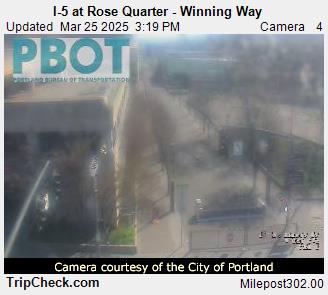 I-5 at Rose Quarter - Winning Way
Updated Mar 25 2025 3:19 PM Camera 4
PBOT
PORTLAND BUREAU OF TRANSPORTATION
Camera courtesy of the City of Portland
TripCheck.com Milepost302.00